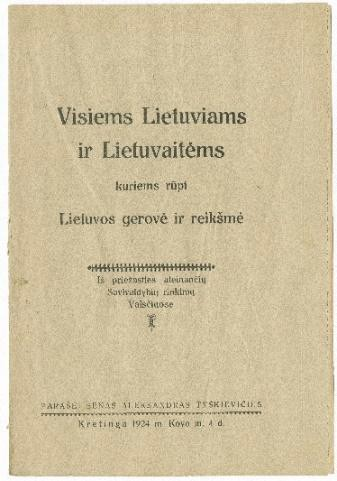 Visiems Lietuviams
ir Lietuvaitėms
kuriems rūpi
Lietuvos gerovė ir reikšmė
Iš priežasties ateinančių
Savivaldybių rinkimų
Valsčiuose
PARAŠĖ: SENAS ALEKSANDRAS TYŠKIEVIČIUS
Kretinga 1924 m. Kovo m. 4 d.